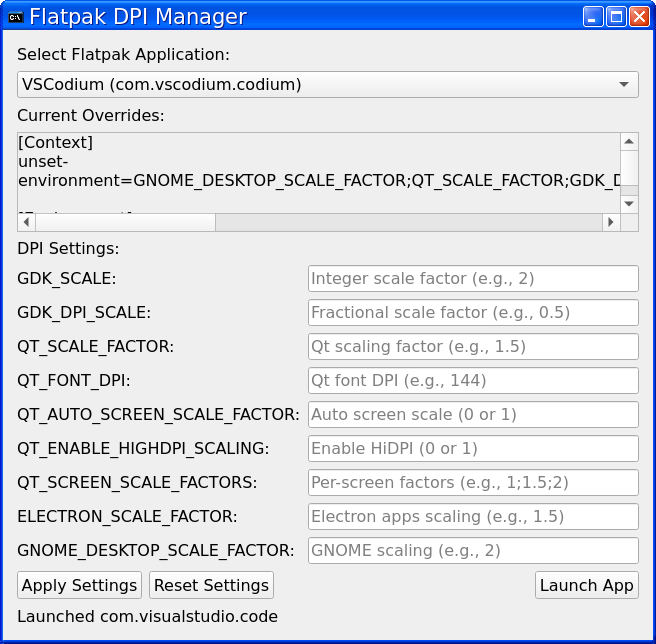 Flatpak DPI Manager
Select Flatpak Application:
VSCodium (com.vscodium.codium)
Current Overrides:
[Context]
unset-
environment=GNOME_DESKTOP_SCALE_FACTOR;QT_SCALE_FACTOR;GDK_D
DPI Settings:
GDK_SCALE: Integer scale factor (e.g., 2)
GDK_DPI_SCALE: Fractional scale factor (e.g., 0.5)
QT_SCALE_FACTOR: Qt scaling factor (e.g., 1.5)
QT_FONT_DPI: Qt font DPI (e.g., 144)
QT_AUTO_SCREEN_SCALE_FACTOR: Auto screen scale (0 or 1)
QT_ENABLE_HIGHDPI_SCALING: Enable HiDPI (0 or 1)
QT_SCREEN_SCALE_FACTORS: Per-screen factors (e.g., 1;1.5;2)
ELECTRON_SCALE_FACTOR: Electron apps scaling (e.g., 1.5)
GNOME_DESKTOP_SCALE_FACTOR: GNOME scaling (e.g., 2)
Apply Settings Reset Settings Launch App
Launched com.visualstudio.code